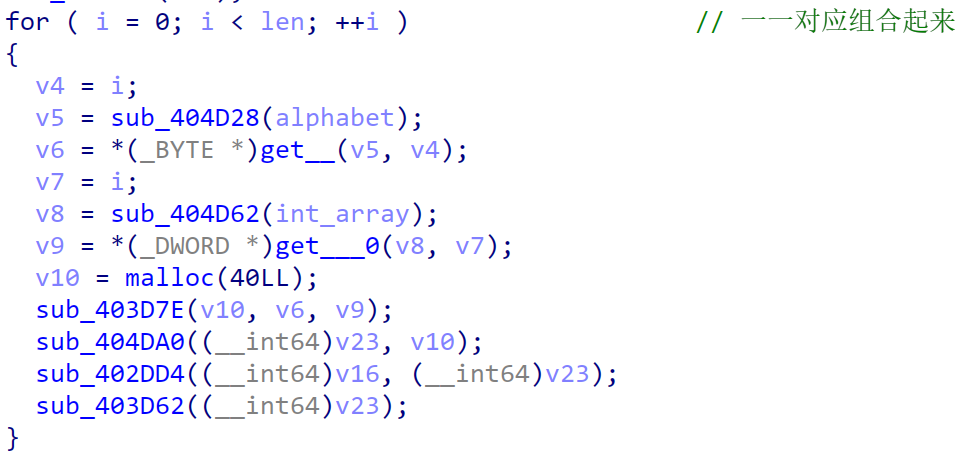 for ( i = 0; i < len; ++i ) // 一一对应组合起来
{
v4 = i;
v5 = sub_404D28(alphabet);
v6 = *(_BYTE *)get__(v5, v4);
v7 = i;
v8 = sub_404D62(int_array);
v9 = *(_DWORD *)get___0(v8, v7);
v10 = malloc(40LL);
sub_403D7E(v10, v6, v9);
sub_404DA0((__int64)v23, v10);
sub_402DD4((__int64)v16, (__int64)v23);
sub_403D62((__int64)v23);
}